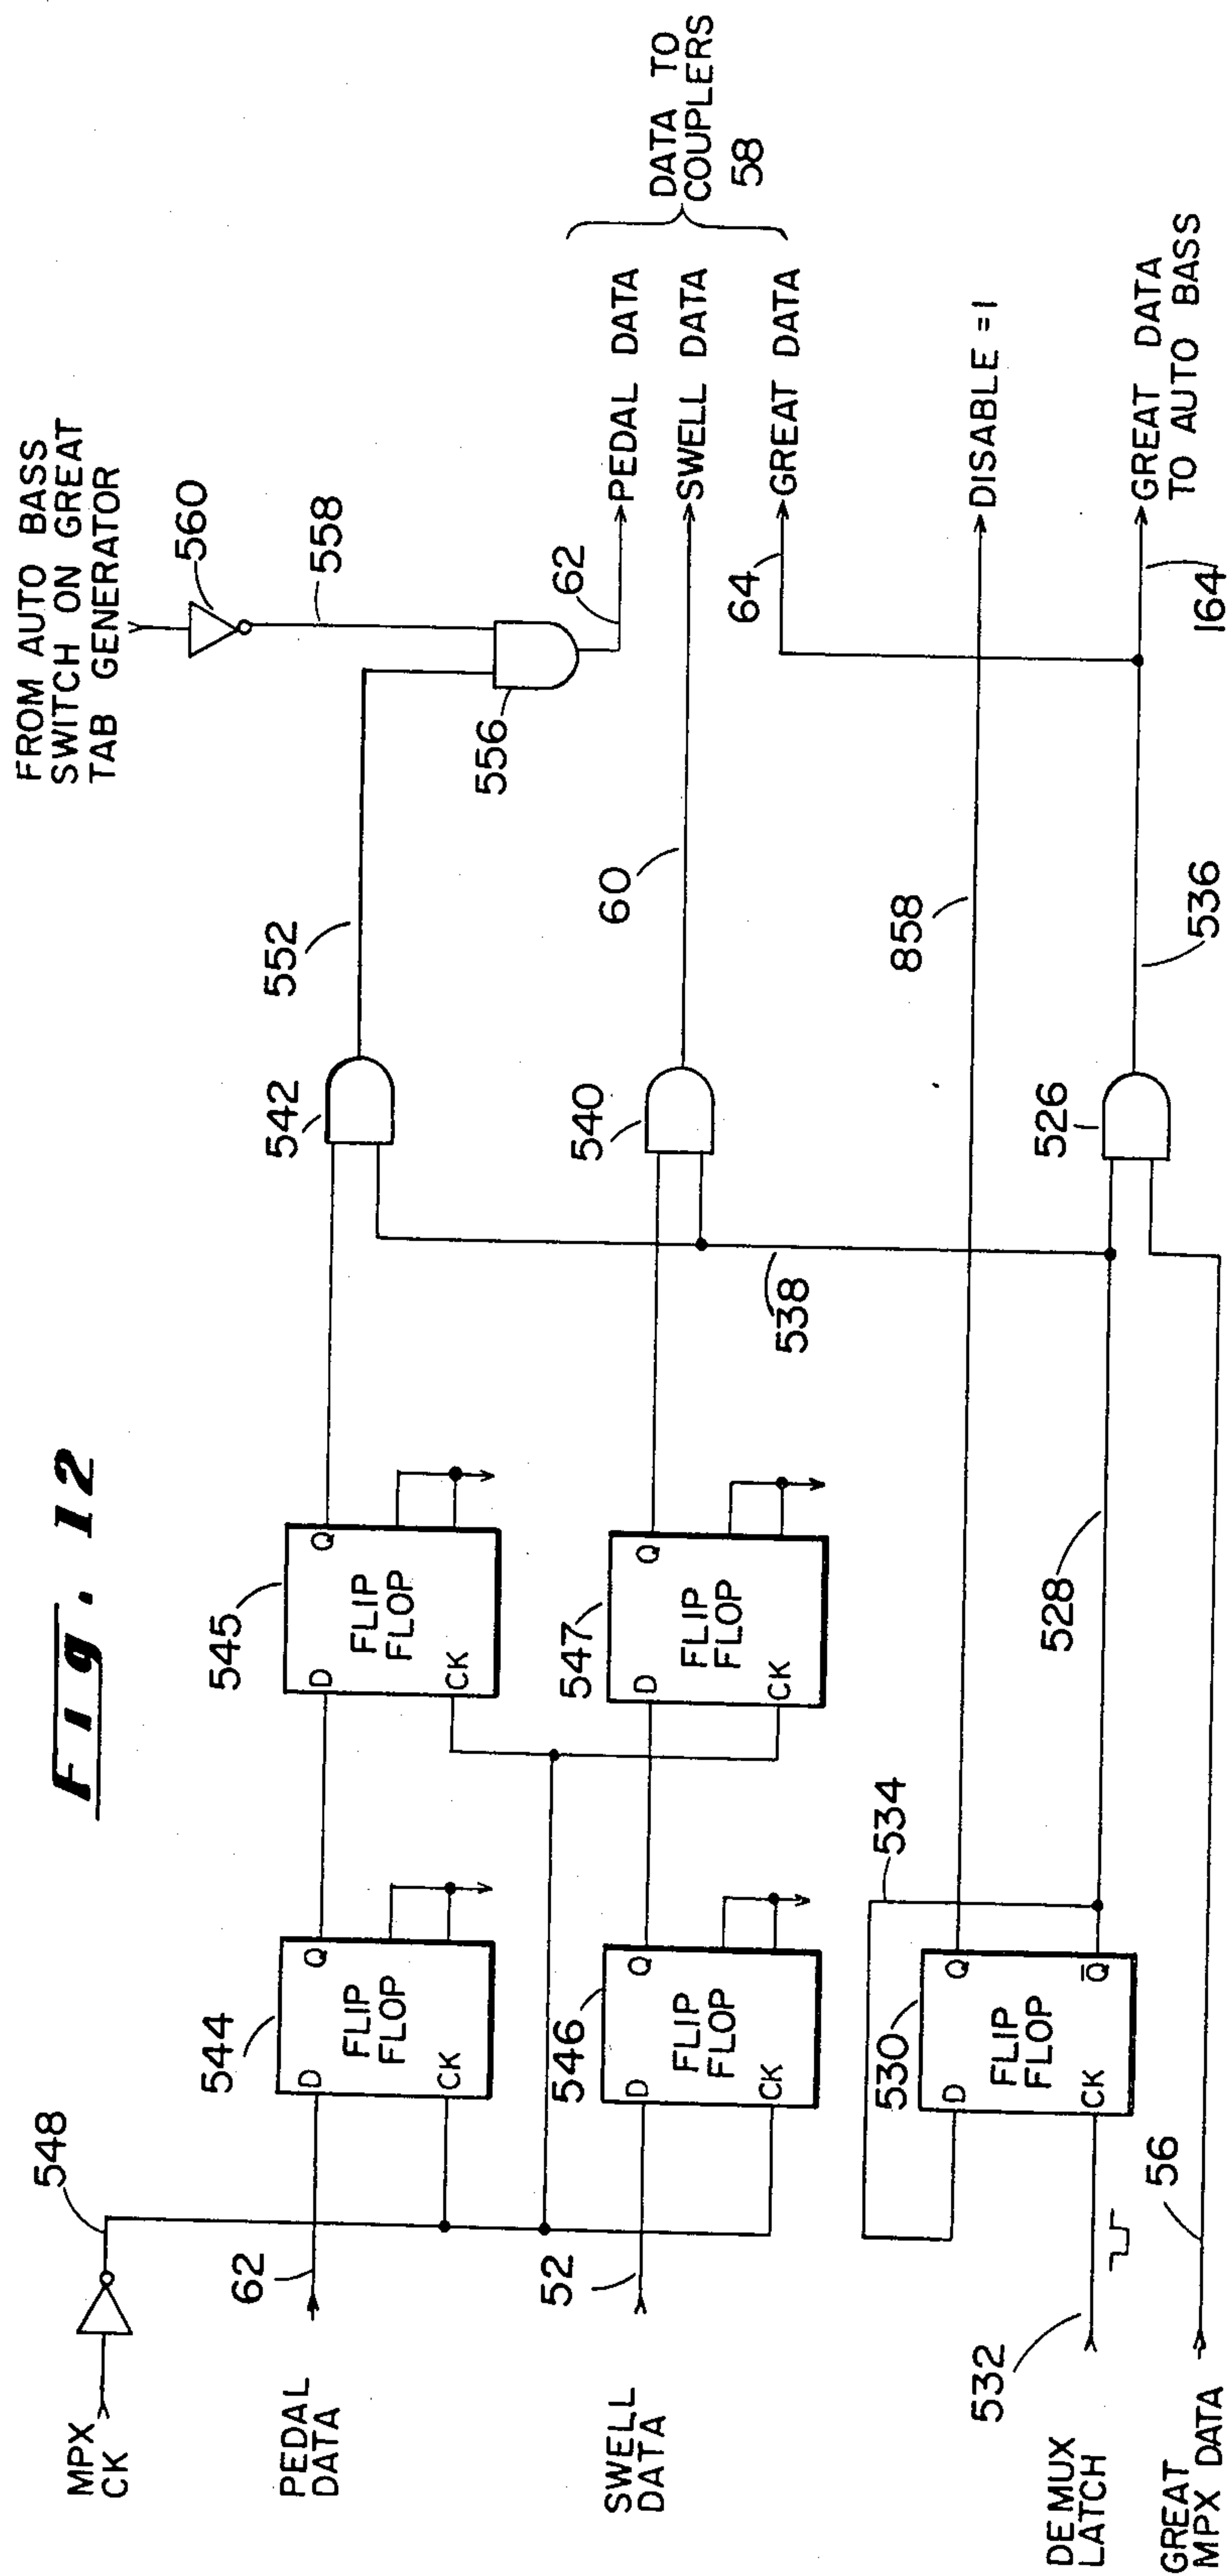 Fig. 12
FROM AUTO BASS
SWITCH ON GREAT
TAB GENERATOR
560
558
MPX
CK
548
PEDAL
DATA
62
544
D
Q
CK
FLIP
FLOP
545
D
Q
CK
FLIP
FLOP
542
552
556
62
PEDAL DATA
SWELL
DATA
52
546
D
Q
CK
FLIP
FLOP
547
D
Q
CK
FLIP
FLOP
540
60
SWELL DATA
538
64
GREAT DATA
DATA TO
COUPLERS
58
534
530
D
Q
CK
Q̅
FLIP
FLOP
858
DISABLE =1
DEMUX
LATCH
532
528
526
536
164
GREAT DATA
TO AUTO BASS
GREAT
MPX DATA
56